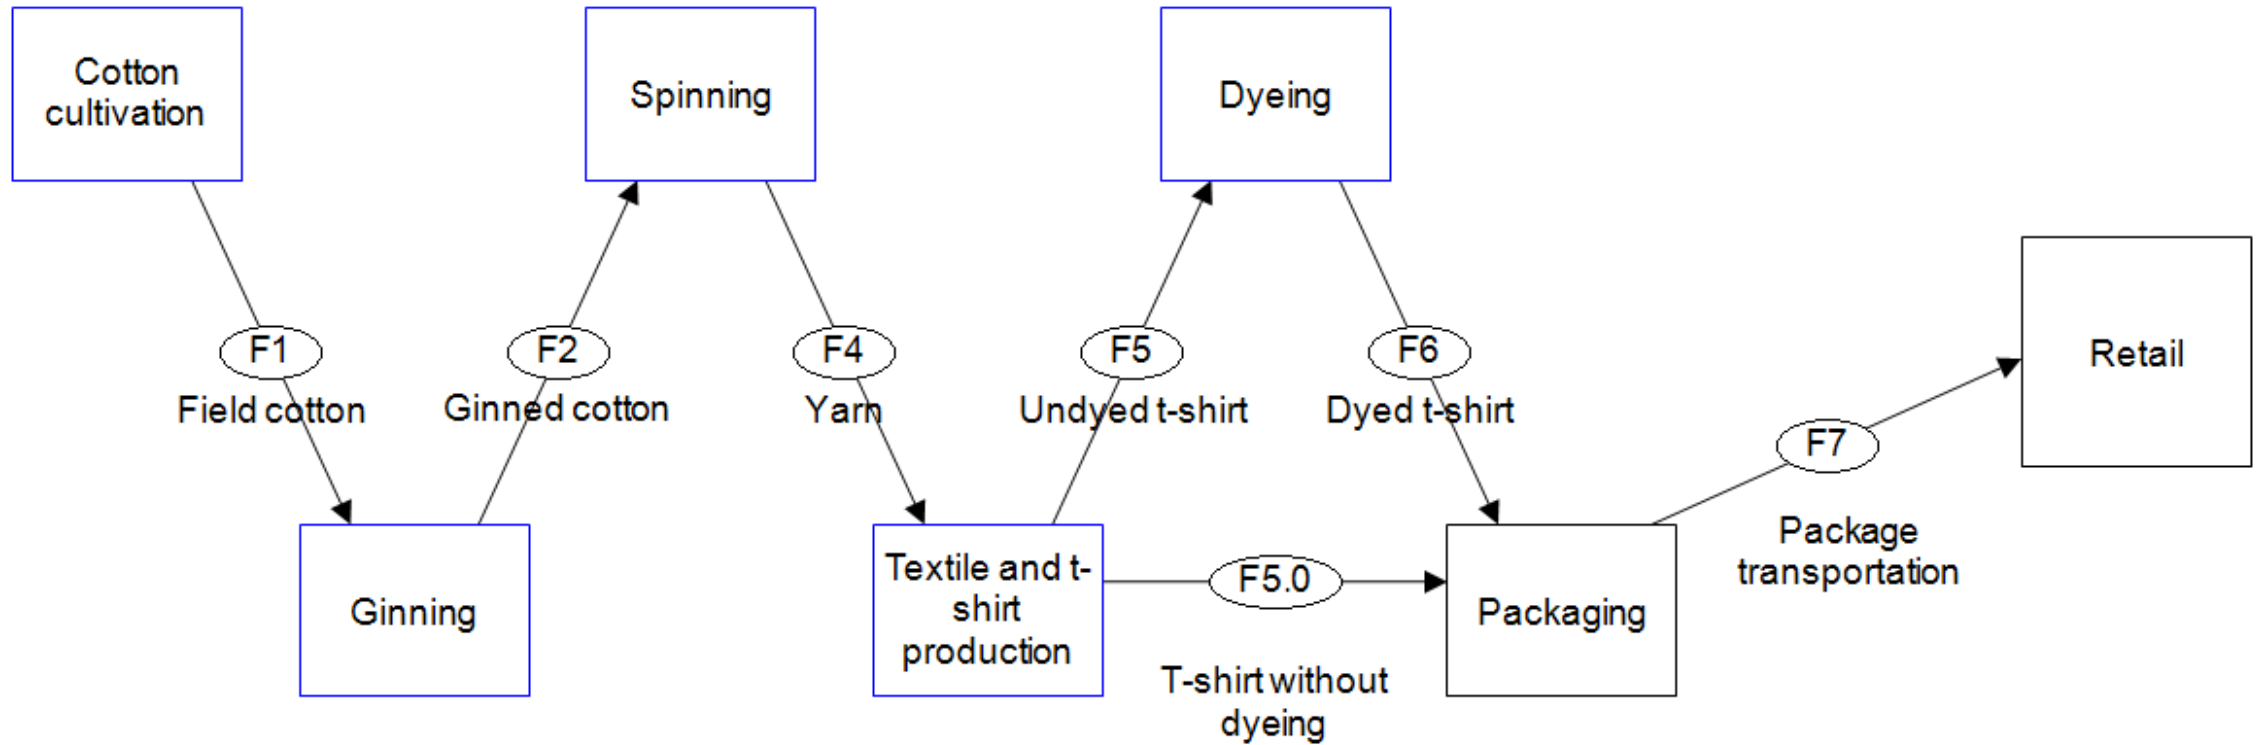 Cotton
cultivation
Spinning
Dyeing
F1
Field cotton
F2
Ginned cotton
F4
Yarn
F5
Undyed t-shirt
F6
Dyed t-shirt
Retail
F7
Package
transportation
Ginning
Textile and t-
shirt
production
F5.0
T-shirt without
dyeing
Packaging